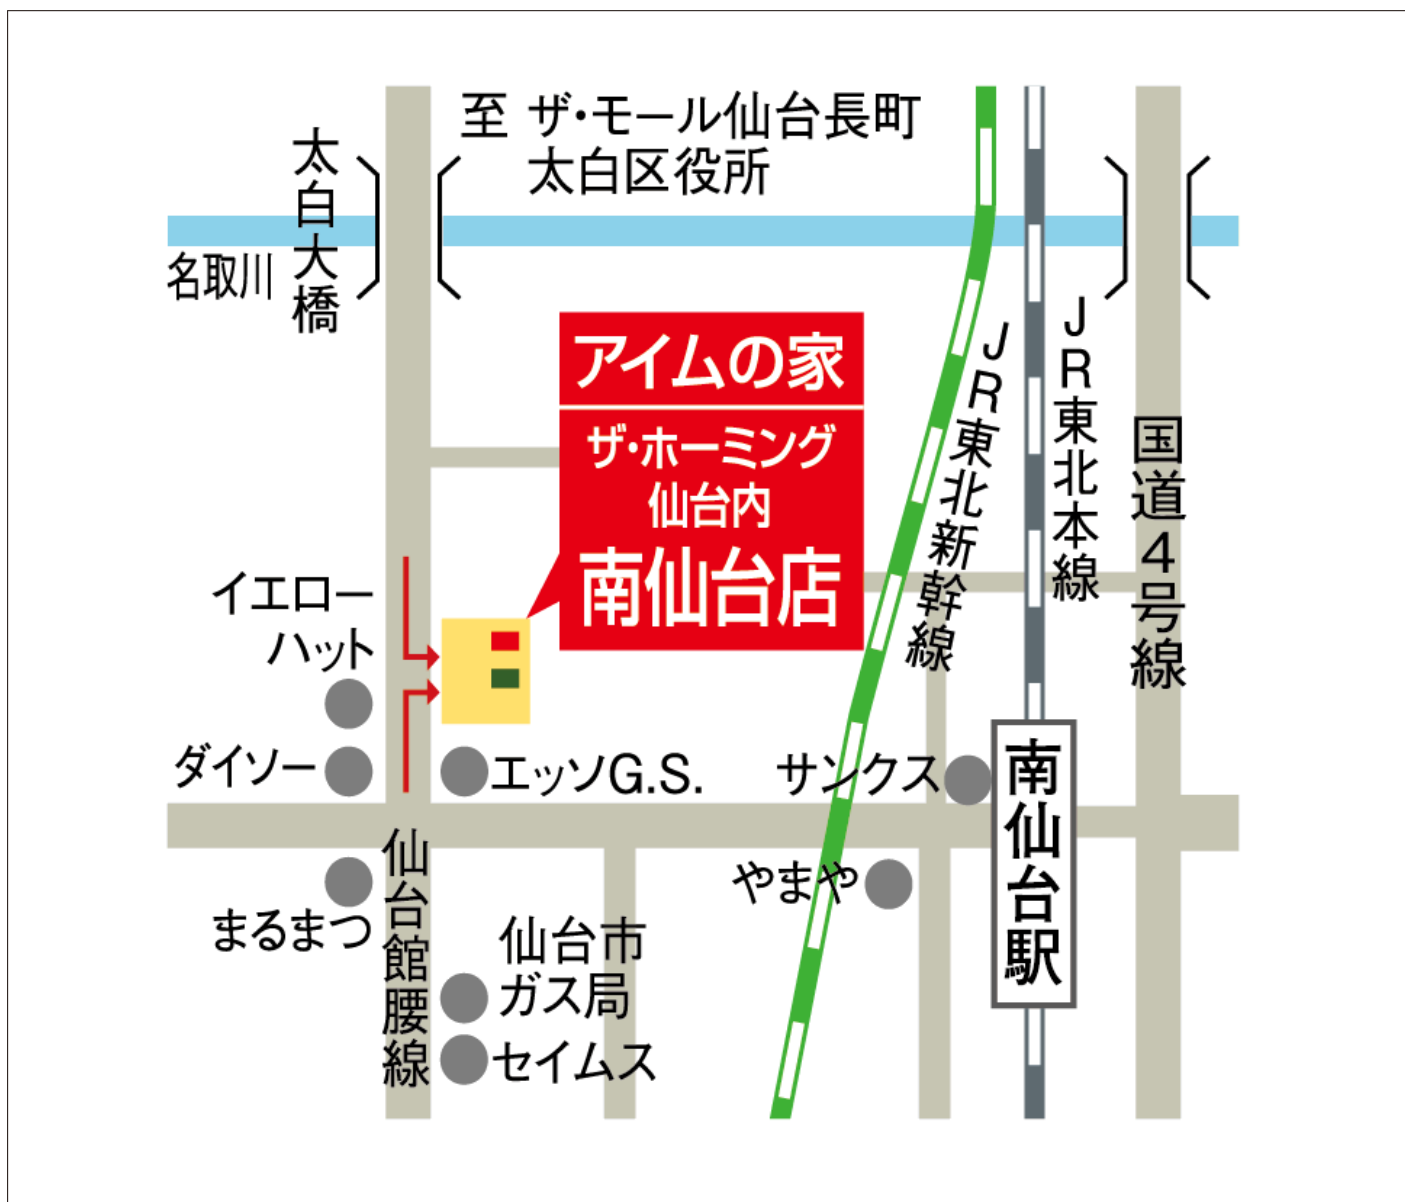 至 ザ・モール仙台長町
太白区役所
太白大橋
名取川
アイムの家
ザ・ホーミング
仙台内
南仙台店
JR東北新幹線
JR東北本線
国道4号線
イエロー
ハット
ダイソー
エッソG.S.
サンクス
南仙台駅
やまや
まるまつ
仙台館腰線
仙台市
ガス局
セイムス